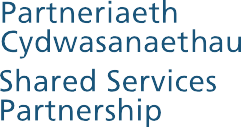 Partneriaeth
Cydwasanaethau
Shared Services
Partnership